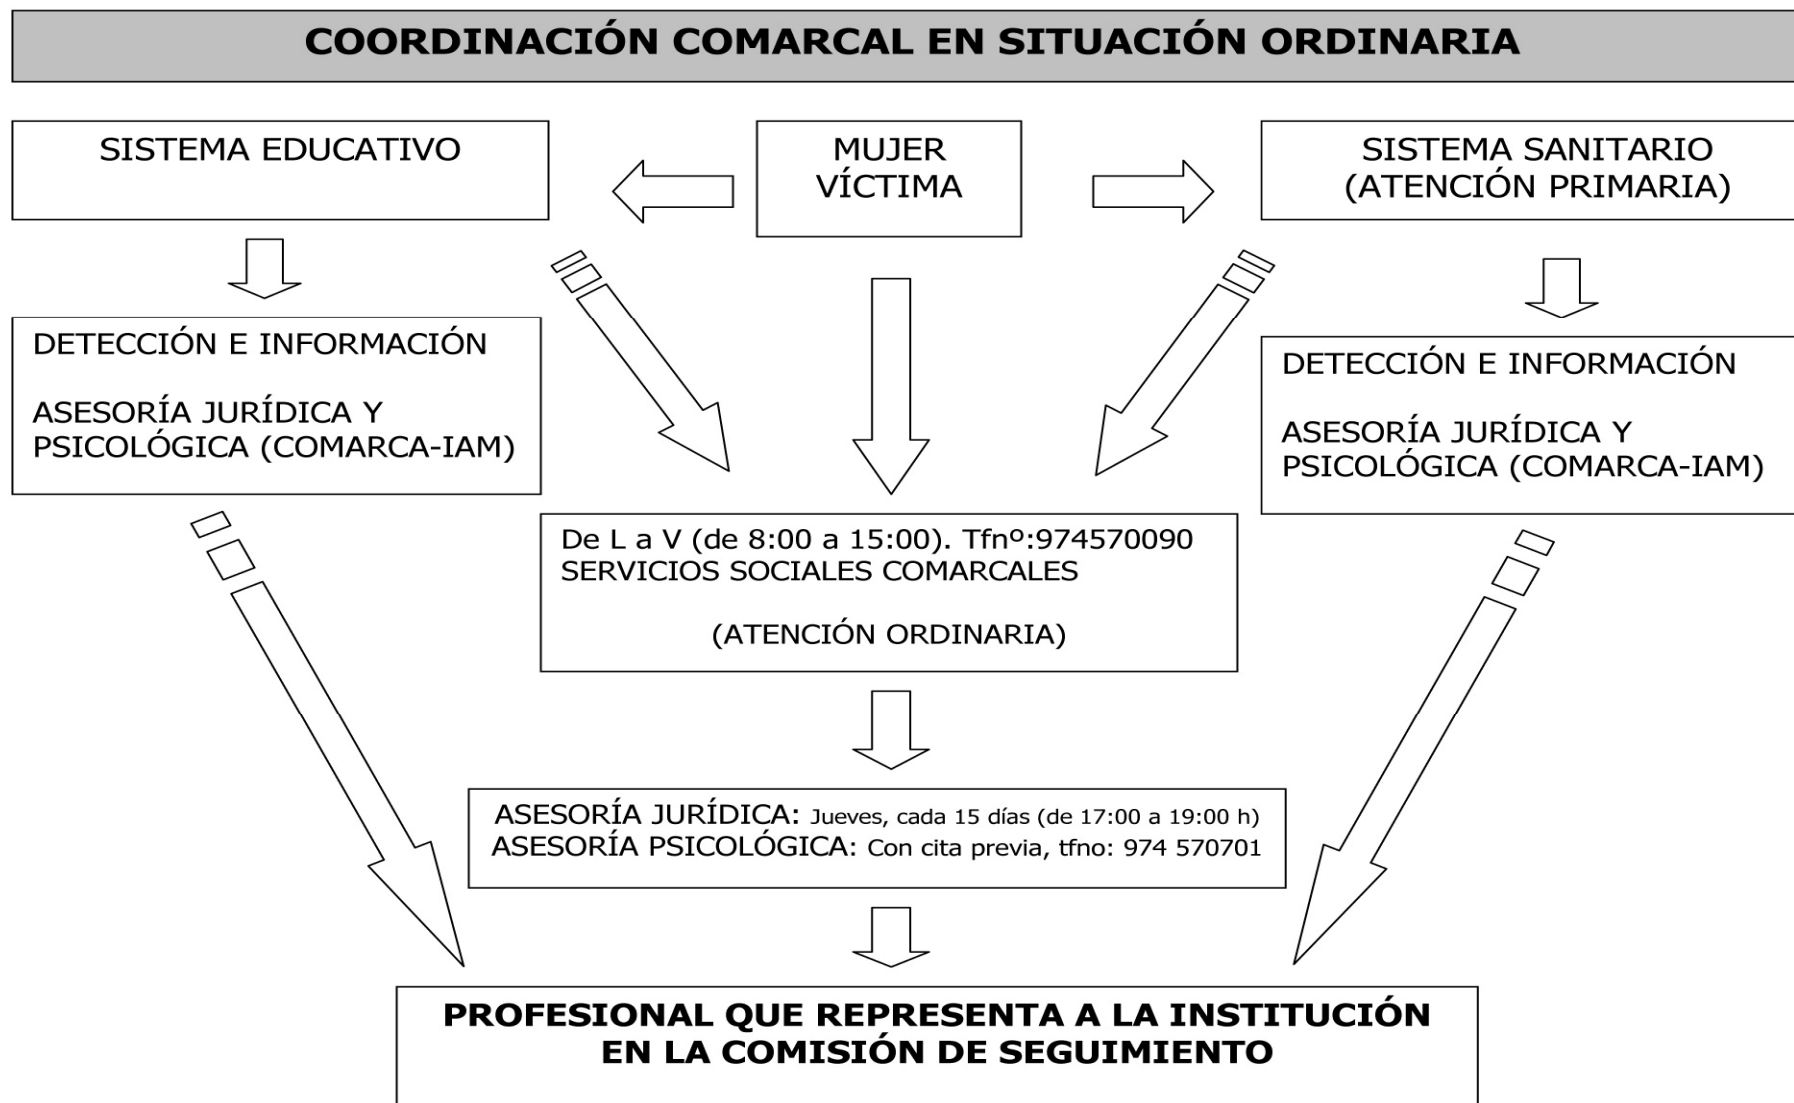 COORDINACIÓN COMARCAL EN SITUACIÓN ORDINARIA
SISTEMA EDUCATIVO
MUJER
VÍCTIMA
SISTEMA SANITARIO
(ATENCIÓN PRIMARIA)
DETECCIÓN E INFORMACIÓN
ASESORÍA JURÍDICA Y
PSICOLÓGICA (COMARCA-IAM)
DETECCIÓN E INFORMACIÓN
ASESORÍA JURÍDICA Y
PSICOLÓGICA (COMARCA-IAM)
De L a V (de 8:00 a 15:00). Tfnº:974570090
SERVICIOS SOCIALES COMARCALES
(ATENCIÓN ORDINARIA)
ASESORÍA JURÍDICA: Jueves, cada 15 días (de 17:00 a 19:00 h)
ASESORÍA PSICOLÓGICA: Con cita previa, tfno: 974 570701
PROFESIONAL QUE REPRESENTA A LA INSTITUCIÓN
EN LA COMISIÓN DE SEGUIMIENTO